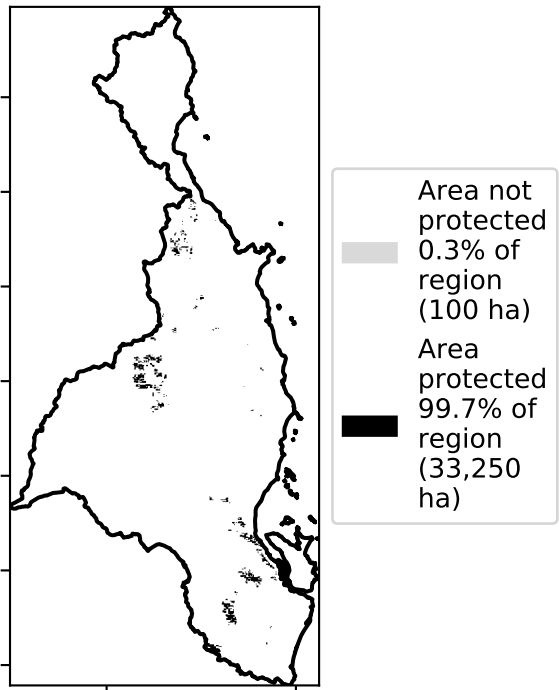 Area not
protected
0.3% of
region
(100 ha)
Area
protected
99.7% of
region
(33,250
ha)